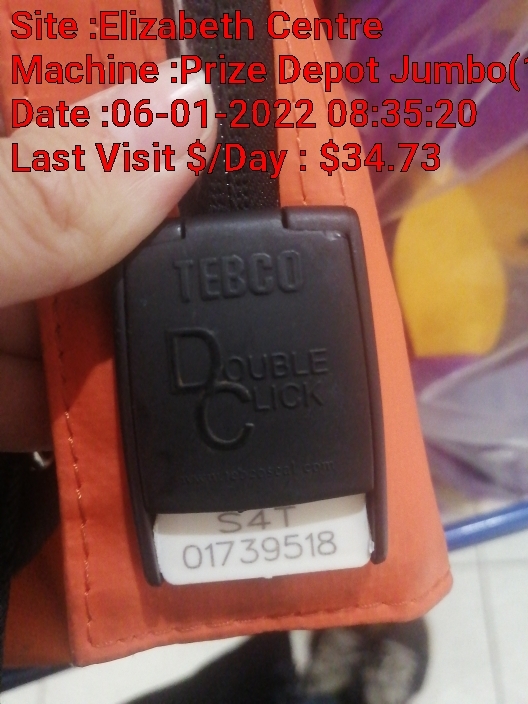 Site :Elizabeth Centre
Machine :Prize Depot Jumbo(
Date :06-01-2022 08:35:20
Last Visit $/Day : $34.73
TEBCO
DOUBLE
CLICK
S4T
01739518